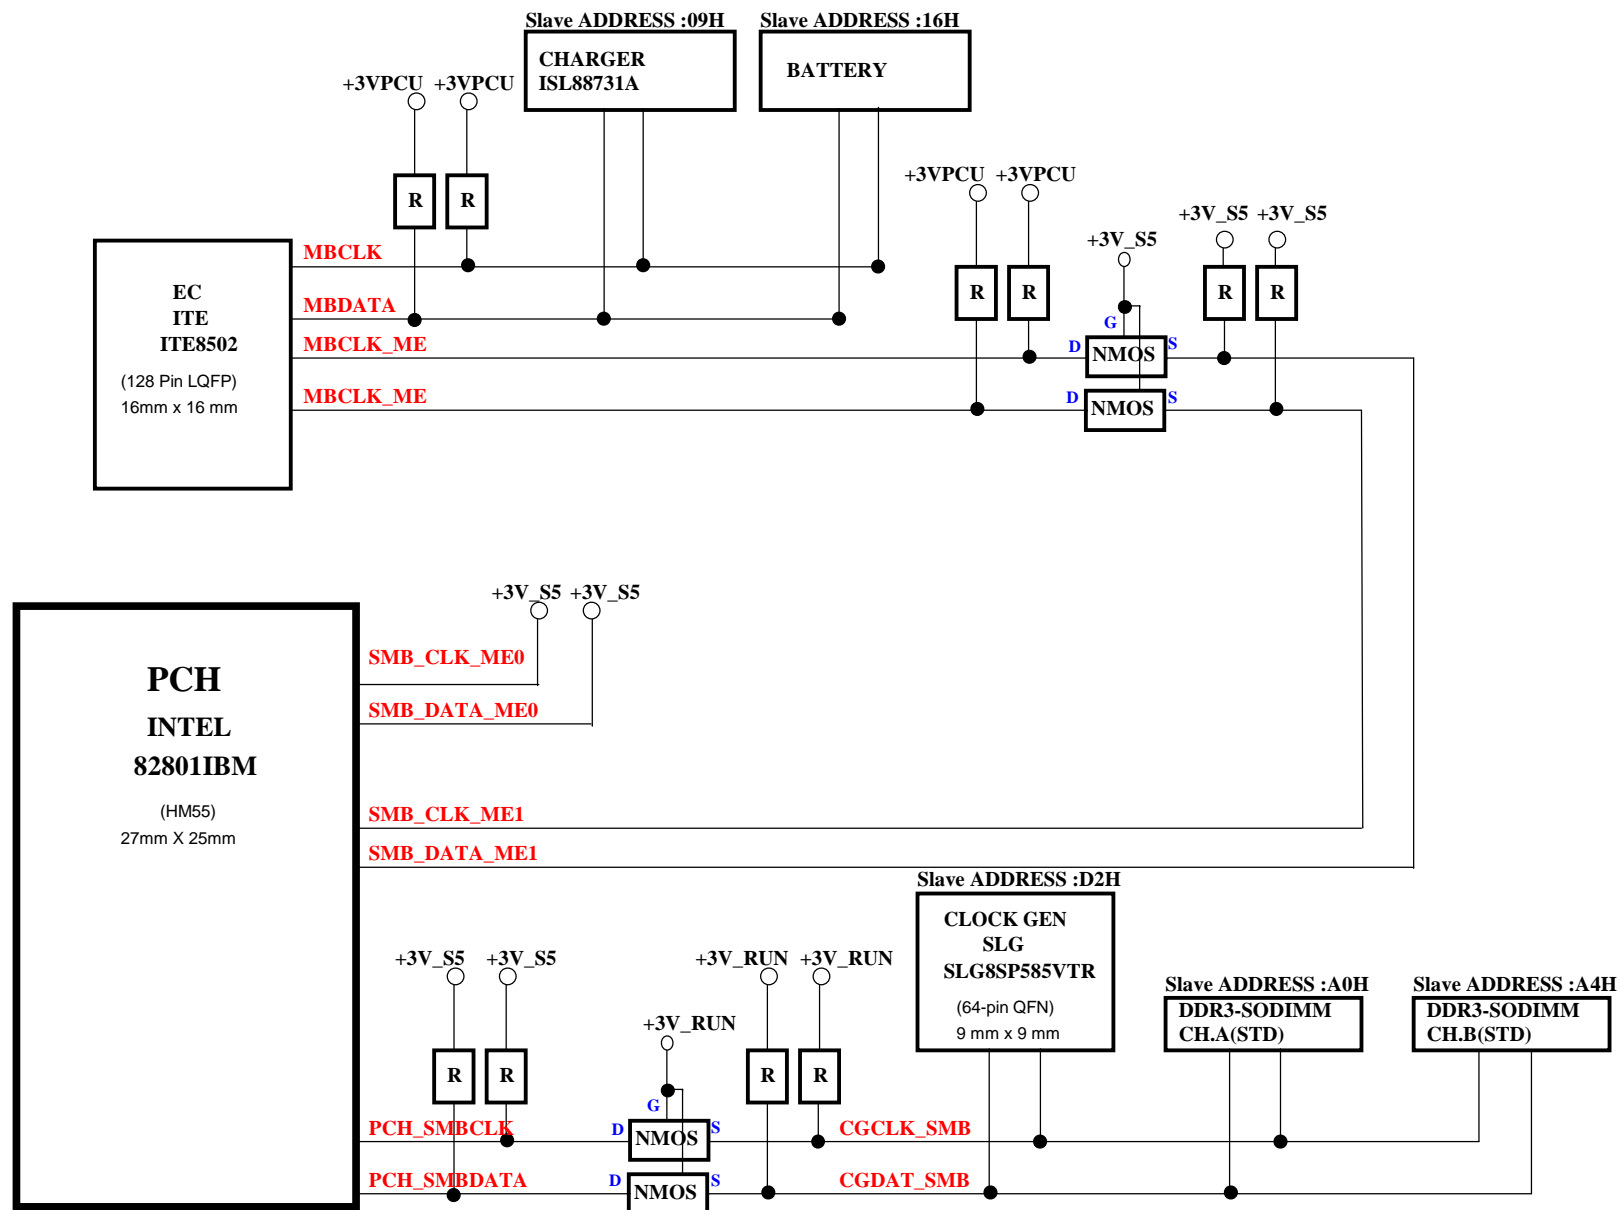 Slave ADDRESS :09H
Slave ADDRESS :16H
CHARGER
ISL88731A
BATTERY
+3VPCU
+3VPCU
R
R
+3VPCU
+3VPCU
+3V_S5
+3V_S5
+3V_S5
R
R
R
R
MBCLK
MBDATA
MBCLK_ME
MBCLK_ME
EC
ITE
ITE8502
(128 Pin LQFP)
16mm x 16 mm
G
D
NMOS
S
D
NMOS
S
+3V_S5
+3V_S5
SMB_CLK_ME0
SMB_DATA_ME0
PCH
INTEL
82801IBM
(HM55)
27mm X 25mm
SMB_CLK_ME1
SMB_DATA_ME1
Slave ADDRESS :D2H
CLOCK GEN
SLG
SLG8SP585VTR
(64-pin QFN)
9 mm x 9 mm
Slave ADDRESS :A0H
DDR3-SODIMM
CH.A(STD)
Slave ADDRESS :A4H
DDR3-SODIMM
CH.B(STD)
+3V_S5
+3V_S5
+3V_RUN
+3V_RUN
+3V_RUN
R
R
R
R
G
PCH_SMBCLK
D
NMOS
S
CGCLK_SMB
PCH_SMBDATA
D
NMOS
S
CGDAT_SMB